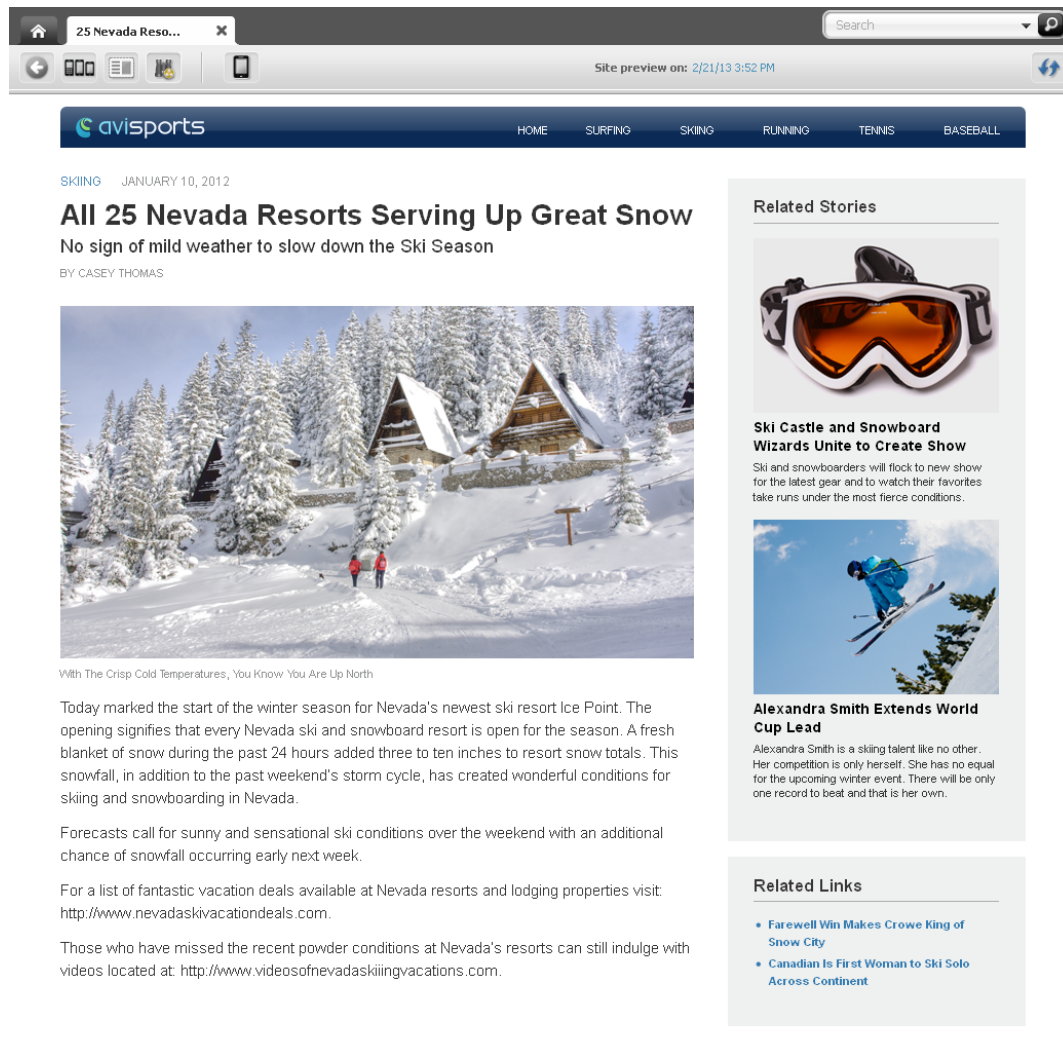 25 Nevada Reso...
Search
Site preview on: 2/21/13 3:52 PM
avisports
HOME SURFING SKIING RUNNING TENNIS BASEBALL
SKIING JANUARY 10, 2012
All 25 Nevada Resorts Serving Up Great Snow
No sign of mild weather to slow down the Ski Season
BY CASEY THOMAS
With The Crisp Cold Temperatures, You Know You Are Up North
Today marked the start of the winter season for Nevada's newest ski resort Ice Point. The
opening signifies that every Nevada ski and snowboard resort is open for the season. A fresh
blanket of snow during the past 24 hours added three to ten inches to resort snow totals. This
snowfall, in addition to the past weekend's storm cycle, has created wonderful conditions for
skiing and snowboarding in Nevada.
Forecasts call for sunny and sensational ski conditions over the weekend with an additional
chance of snowfall occurring early next week.
For a list of fantastic vacation deals available at Nevada resorts and lodging properties visit:
http://www.nevadaskivacationdeals.com.
Those who have missed the recent powder conditions at Nevada's resorts can still indulge with
videos located at: http://www.videosofnevadaskiiingvacations.com.
Related Stories
Ski Castle and Snowboard
Wizards Unite to Create Show
Ski and snowboarders will flock to new show
for the latest gear and to watch their favorites
take runs under the most fierce conditions.
Alexandra Smith Extends World
Cup Lead
Alexandra Smith is a skiing talent like no other.
Her competition is only herself. She has no equal
for the upcoming winter event. There will be only
one record to beat and that is her own.
Related Links
• Farewell Win Makes Crowe King of
Snow City
• Canadian Is First Woman to Ski Solo
Across Continent